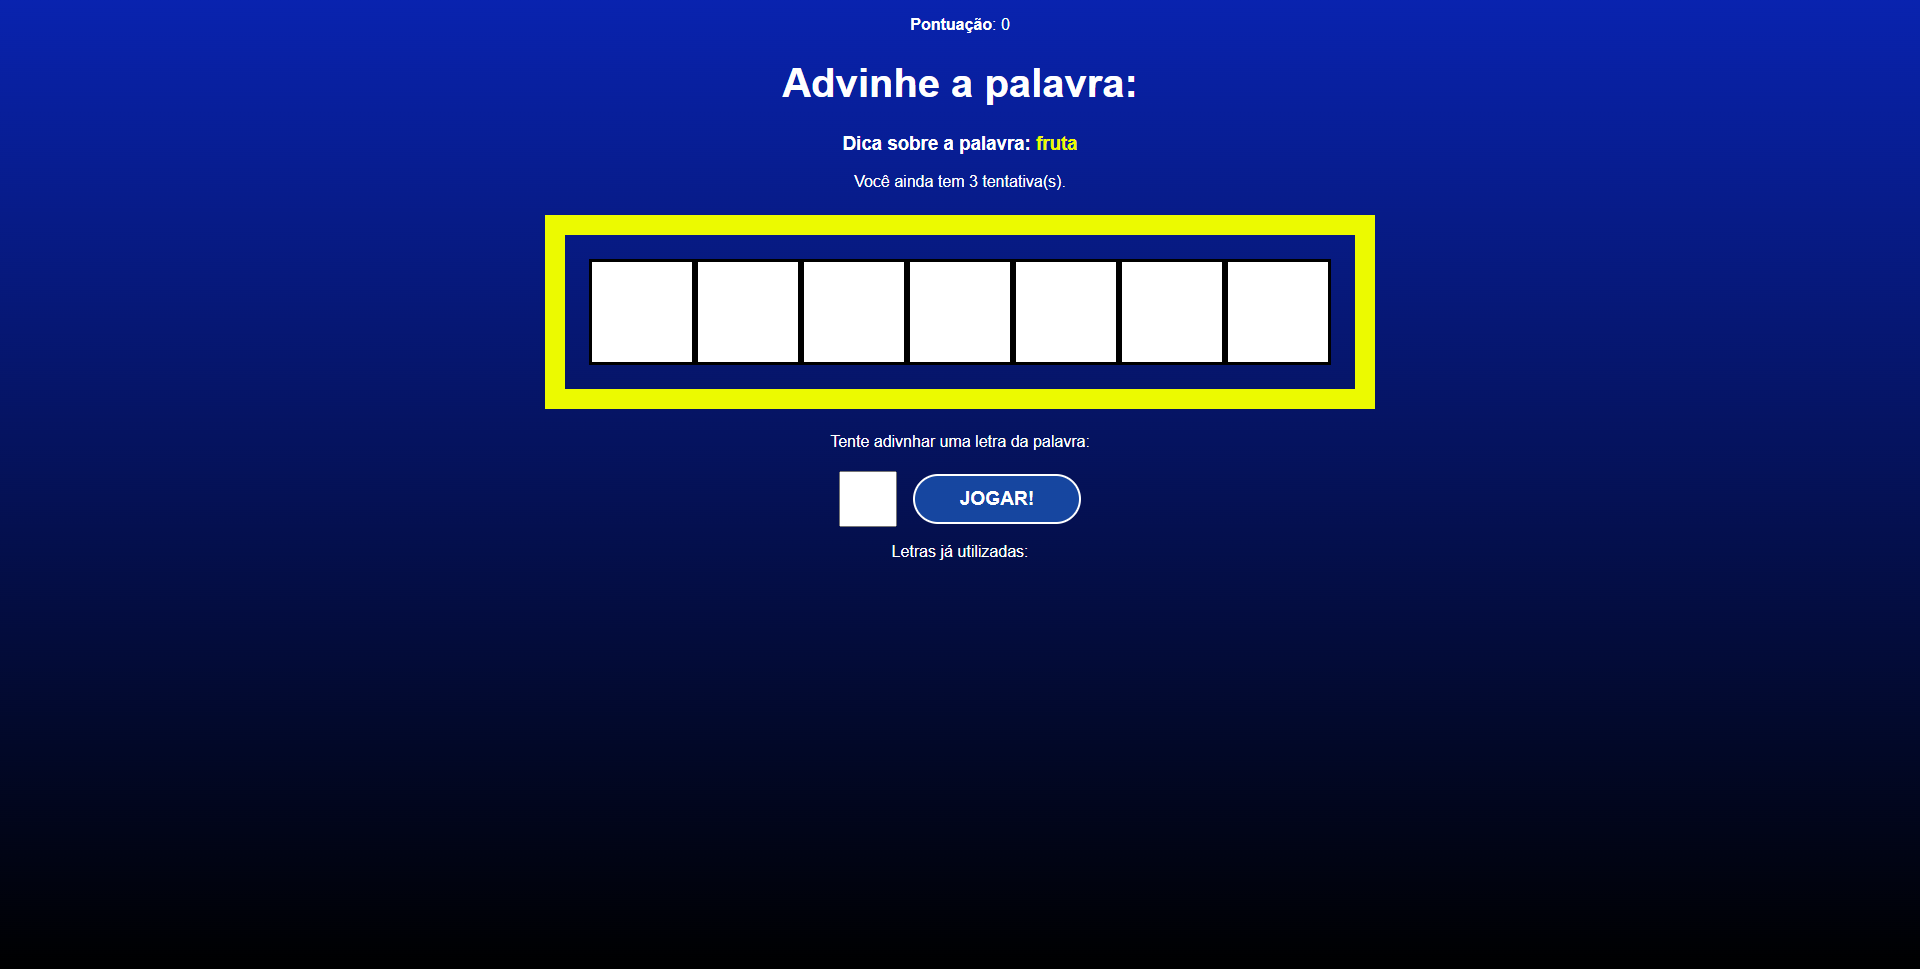 Pontuação: 0
Advinhe a palavra:
Dica sobre a palavra: fruta
Você ainda tem 3 tentativa(s).
Tente adivnhar uma letra da palavra:
JOGAR!
Letras já utilizadas: